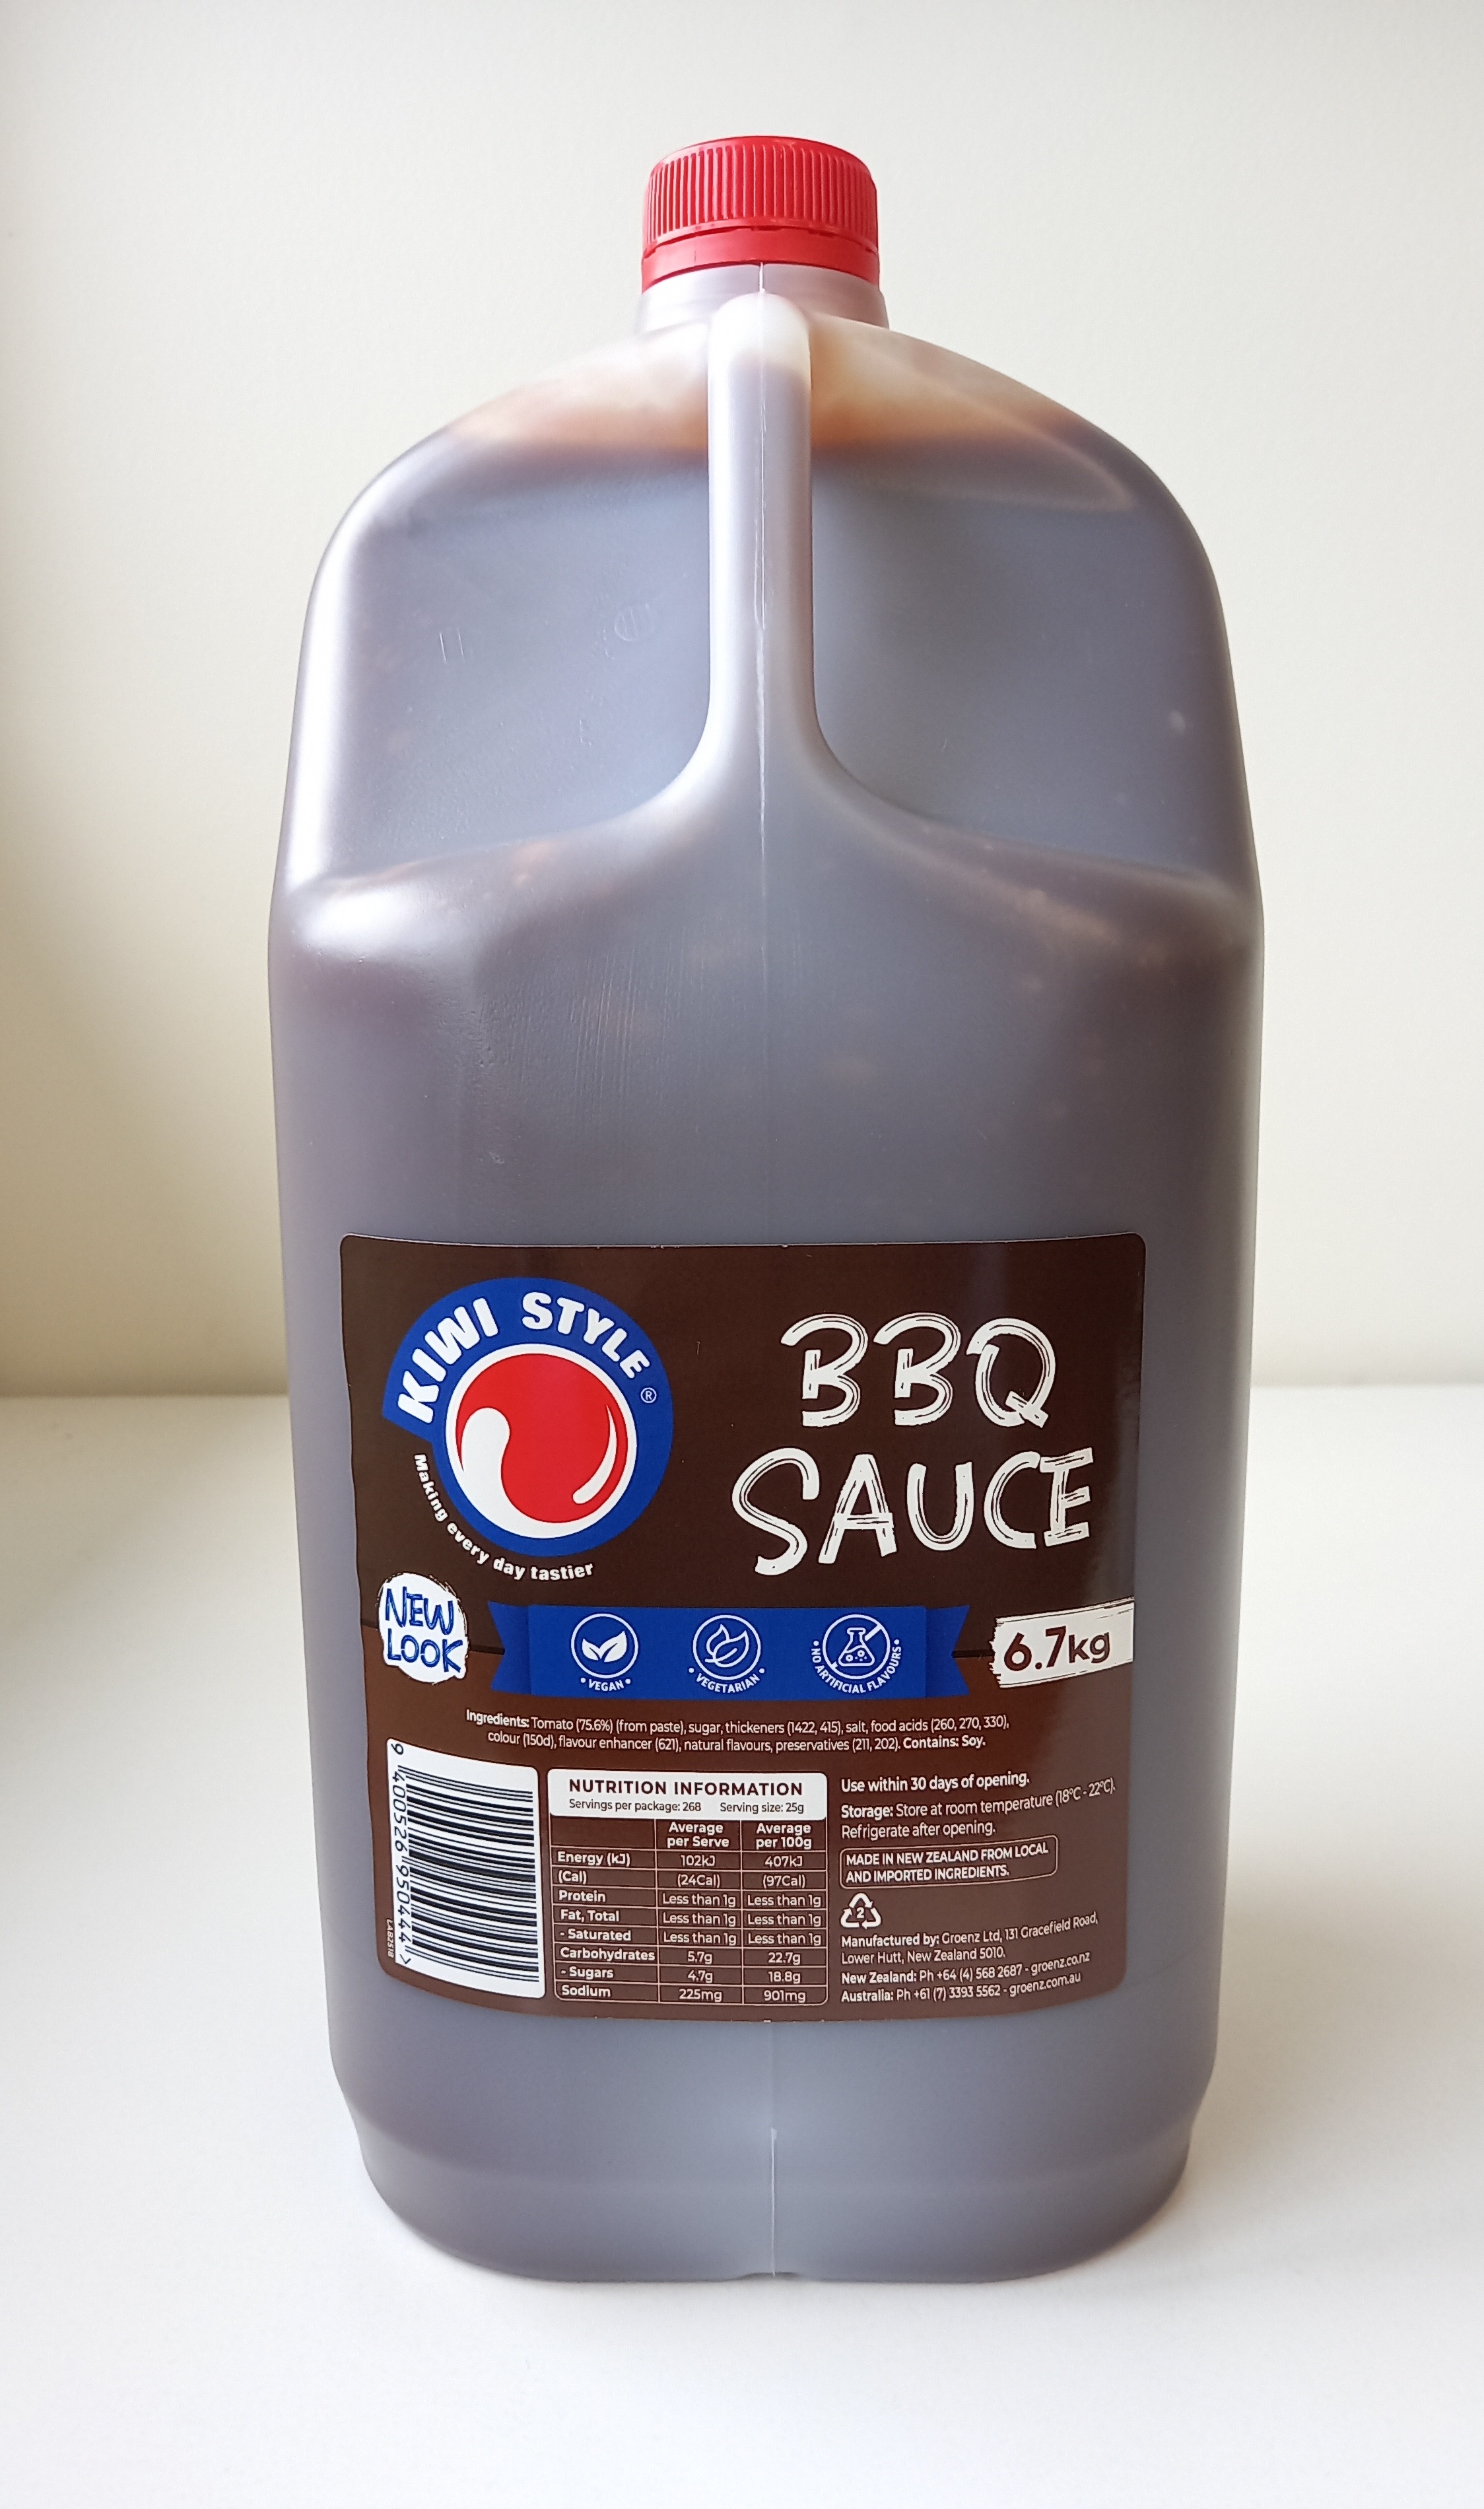 KIWI STYLE ®
Making every day tastier
BBQ
SAUCE
NEW
LOOK
• VEGAN •
• VEGETARIAN •
• NO ARTIFICIAL FLAVOURS •
6.7kg
Ingredients: Tomato (75.6%) (from paste), sugar, thickeners (1422, 415), salt, food acids (260, 270, 330),
colour (150d), flavour enhancer (621), natural flavours, preservatives (211, 202). Contains: Soy.
9 400526 950444 >
LAB2518
NUTRITION INFORMATION
Servings per package: 268 Serving size: 25g
Average per Serve Average per 100g
Energy (kJ) 102kJ 407kJ
(Cal) (24Cal) (97Cal)
Protein Less than 1g Less than 1g
Fat, Total Less than 1g Less than 1g
- Saturated Less than 1g Less than 1g
Carbohydrates 5.7g 22.7g
- Sugars 4.7g 18.8g
Sodium 225mg 901mg
Use within 30 days of opening.
Storage: Store at room temperature (18°C - 22°C).
Refrigerate after opening.
MADE IN NEW ZEALAND FROM LOCAL
AND IMPORTED INGREDIENTS.
2
Manufactured by: Groenz Ltd, 131 Gracefield Road,
Lower Hutt, New Zealand 5010.
New Zealand: Ph +64 (4) 568 2687 - groenz.co.nz
Australia: Ph +61 (7) 3393 5562 - groenz.com.au